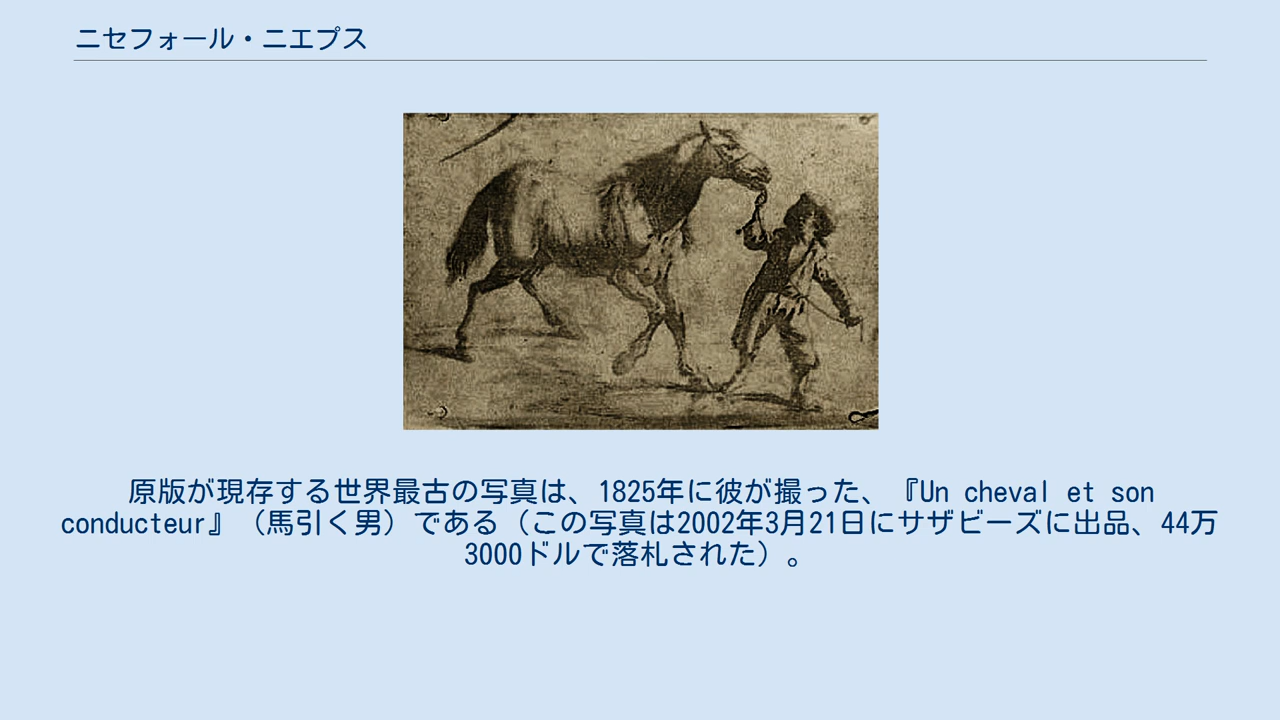 ニセフォール・ニエプス
原版が現存する世界最古の写真は、1825年に彼が撮った、『Un cheval et son
conducteur』（馬引く男）である（この写真は2002年3月21日にサザビーズに出品、44万
3000ドルで落札された）。